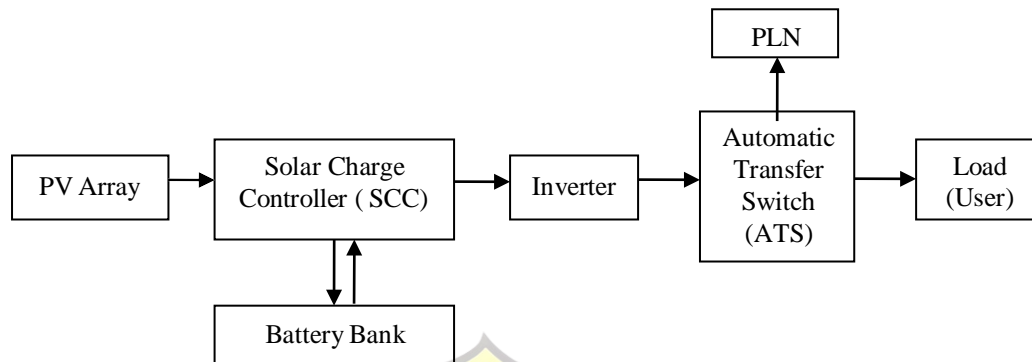 PLN
PV Array
Solar Charge
Controller ( SCC)
Inverter
Automatic
Transfer
Switch
(ATS)
Load
(User)
Battery Bank